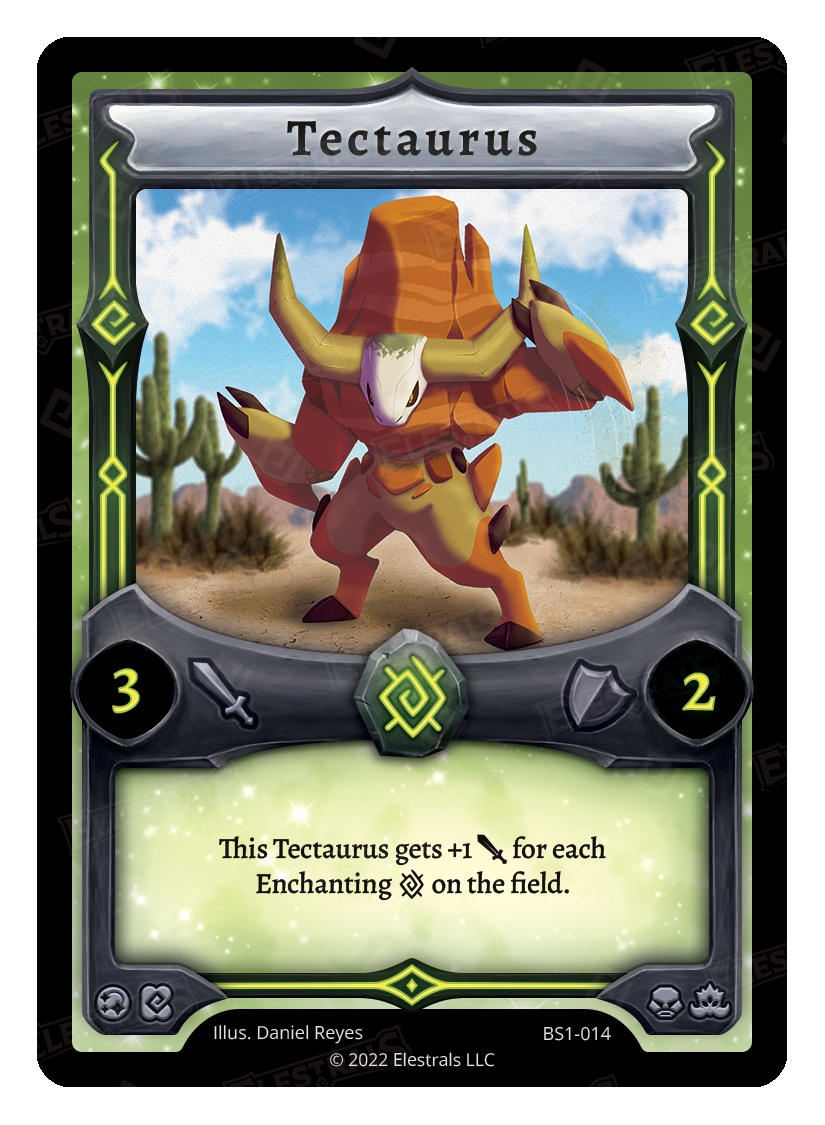 Tectaurus
3
2
This Tectaurus gets +1 for each
Enchanting on the field.
Illus. Daniel Reyes
BS1-014
© 2022 Elestrals LLC